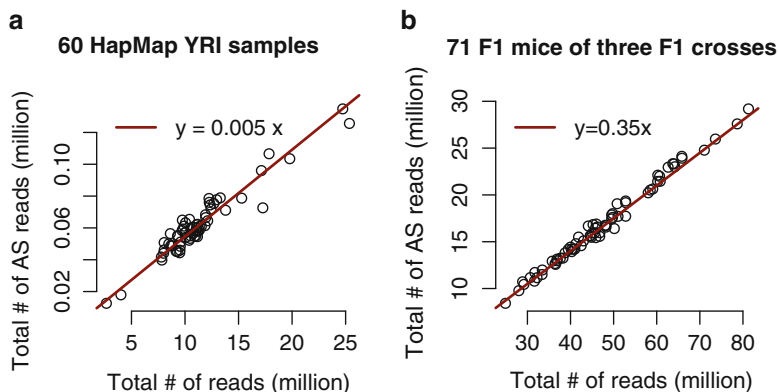 a
60 HapMap YRI samples
Total # of AS reads (million)
0.02
0.06
0.10
y = 0.005 x
5 10 15 20 25
Total # of reads (million)
b
71 F1 mice of three F1 crosses
Total # of AS reads (million)
30
25
20
15
10
y=0.35x
30 40 50 60 70 80
Total # of reads (million)